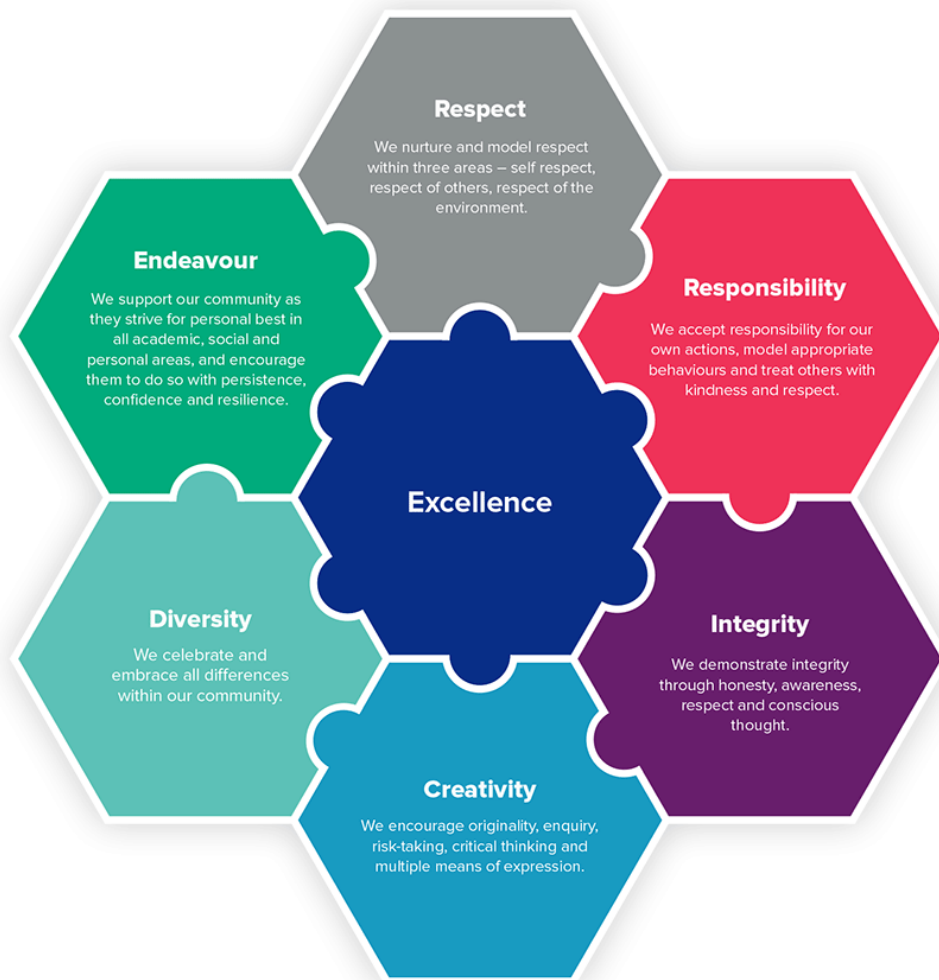 Respect
We nurture and model respect
within three areas – self respect,
respect of others, respect of the
environment.
Endeavour
We support our community as
they strive for personal best in
all academic, social and
personal areas, and encourage
them to do so with persistence,
confidence and resilience.
Responsibility
We accept responsibility for our
own actions, model appropriate
behaviours and treat others with
kindness and respect.
Excellence
Diversity
We celebrate and
embrace all differences
within our community.
Integrity
We demonstrate integrity
through honesty, awareness,
respect and conscious
thought.
Creativity
We encourage originality, enquiry,
risk-taking, critical thinking and
multiple means of expression.